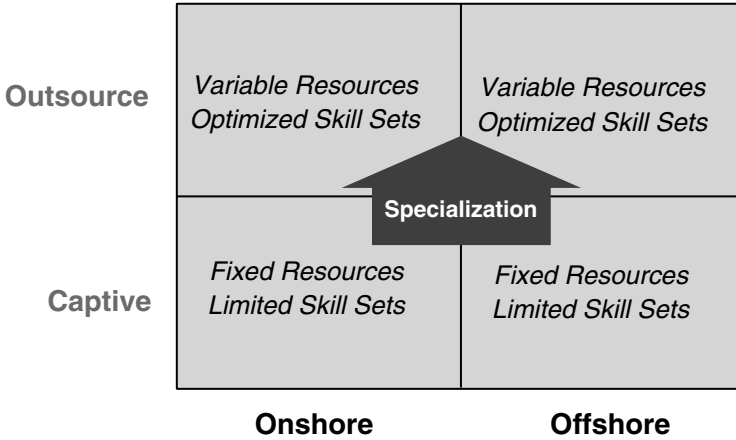 Outsource
Variable Resources
Optimized Skill Sets
Variable Resources
Optimized Skill Sets
Specialization
Captive
Fixed Resources
Limited Skill Sets
Fixed Resources
Limited Skill Sets
Onshore
Offshore